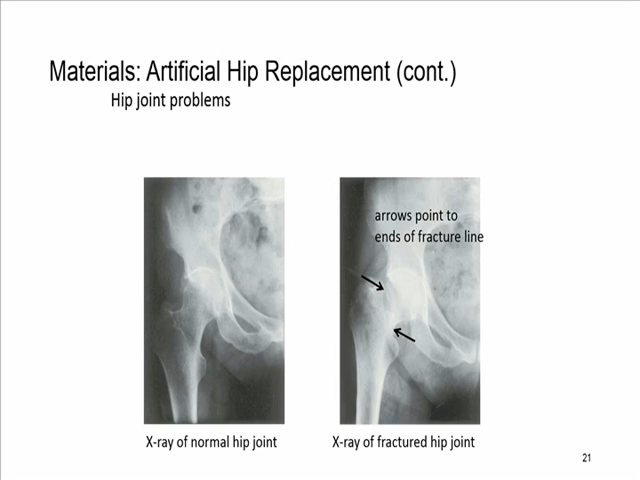 Materials: Artificial Hip Replacement (cont.)
Hip joint problems
arrows point to
ends of fracture line
X-ray of normal hip joint
X-ray of fractured hip joint
21